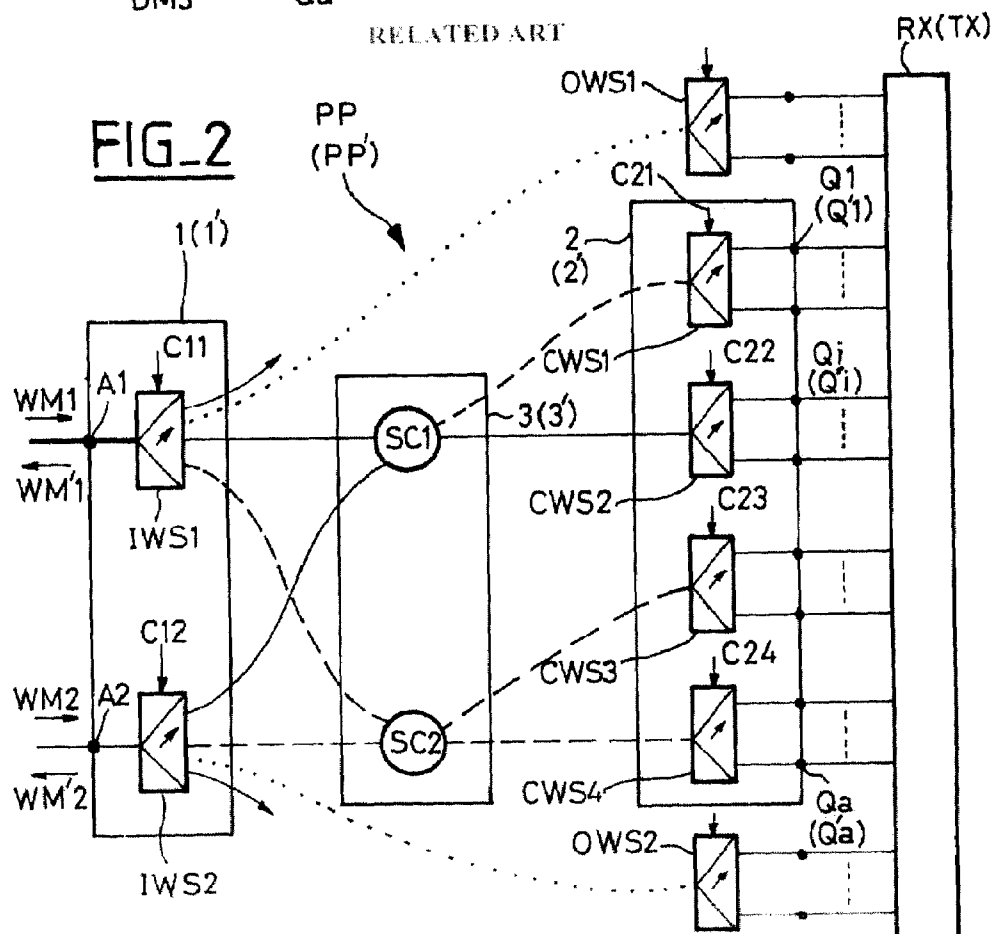 DMS Qa
RELATED ART
RX(TX)
OWS1
FIG_2
PP
(PP')
C21
Q1
(Q'1)
1(1')
2
(2')
C11
CWS1
C22
Qi
(Q'i)
WM1
A1
3(3')
SC1
WM'1
CWS2
C23
IWS1
C12
CWS3
C24
WM2
A2
SC2
WM'2
CWS4
Qa
(Q'a)
OWS2
IWS2